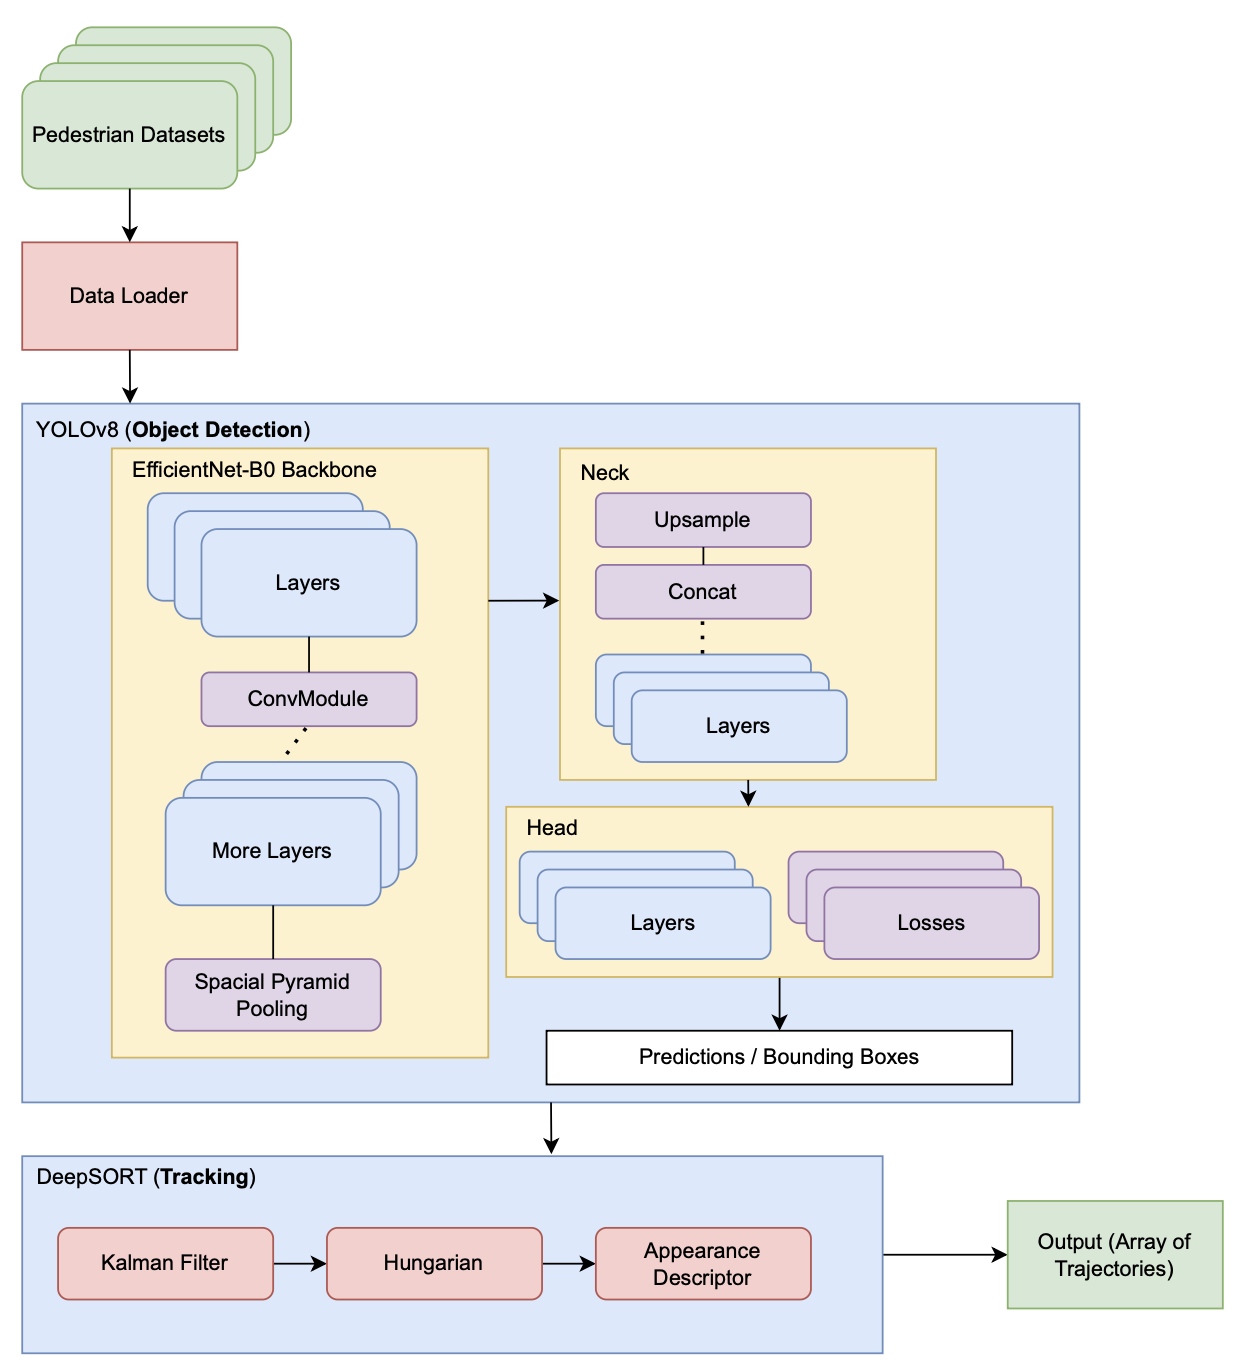 Pedestrian Datasets
Data Loader
YOLOv8 (Object Detection)
EfficientNet-B0 Backbone
Layers
ConvModule
More Layers
Spacial Pyramid
Pooling
Neck
Upsample
Concat
Layers
Head
Layers
Losses
Predictions / Bounding Boxes
DeepSORT (Tracking)
Kalman Filter
Hungarian
Appearance
Descriptor
Output (Array of
Trajectories)